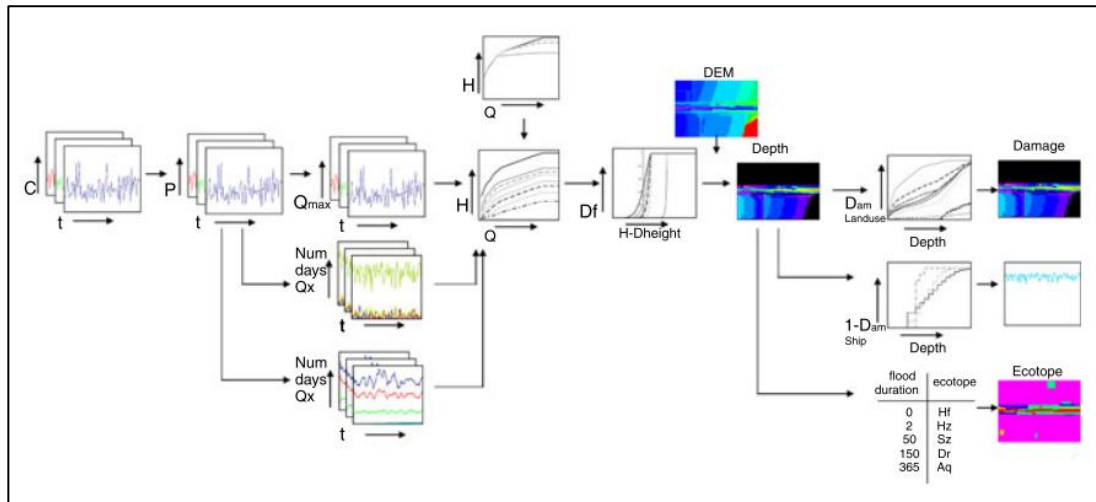 H
Q
DEM
C
t
P
t
Qmax
t
H
Q
Df
H-Dheight
Depth
Dam
Landuse
Depth
Damage
Num
days
Qx
t
1-Dam
Ship
Depth
Num
days
Qx
t
flood
duration
ecotope
0 Hf
2 Hz
50 Sz
150 Dr
365 Aq
Ecotope